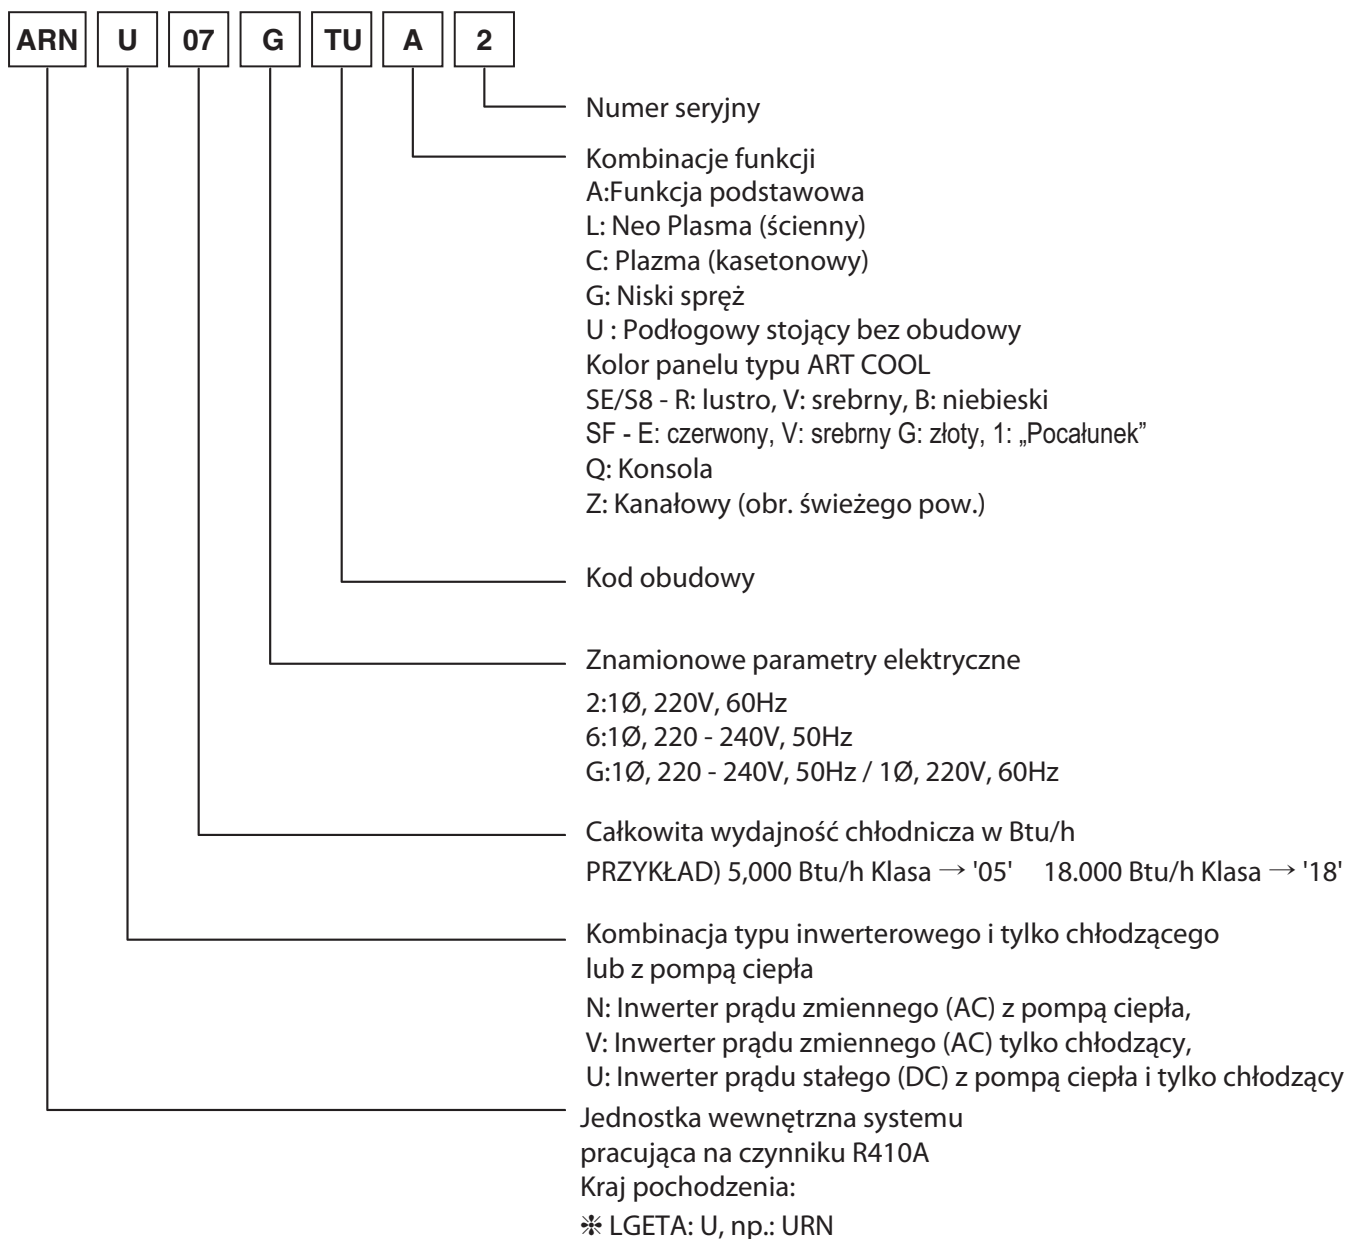 ARN U 07 G TU A 2
Numer seryjny
Kombinacje funkcji
A:Funkcja podstawowa
L: Neo Plasma (ścienny)
C: Plazma (kasetonowy)
G: Niski spręż
U : Podłogowy stojący bez obudowy
Kolor panelu typu ART COOL
SE/S8 - R: lustro, V: srebrny, B: niebieski
SF - E: czerwony, V: srebrny G: złoty, 1: „Pocałunek”
Q: Konsola
Z: Kanałowy (obr. świeżego pow.)
Kod obudowy
Znamionowe parametry elektryczne
2:1Ø, 220V, 60Hz
6:1Ø, 220 - 240V, 50Hz
G:1Ø, 220 - 240V, 50Hz / 1Ø, 220V, 60Hz
Całkowita wydajność chłodnicza w Btu/h
PRZYKŁAD) 5,000 Btu/h Klasa → '05' 18.000 Btu/h Klasa → '18'
Kombinacja typu inwerterowego i tylko chłodzącego
lub z pompą ciepła
N: Inwerter prądu zmiennego (AC) z pompą ciepła,
V: Inwerter prądu zmiennego (AC) tylko chłodzący,
U: Inwerter prądu stałego (DC) z pompą ciepła i tylko chłodzący
Jednostka wewnętrzna systemu
pracująca na czynniku R410A
Kraj pochodzenia:
❈ LGETA: U, np.: URN